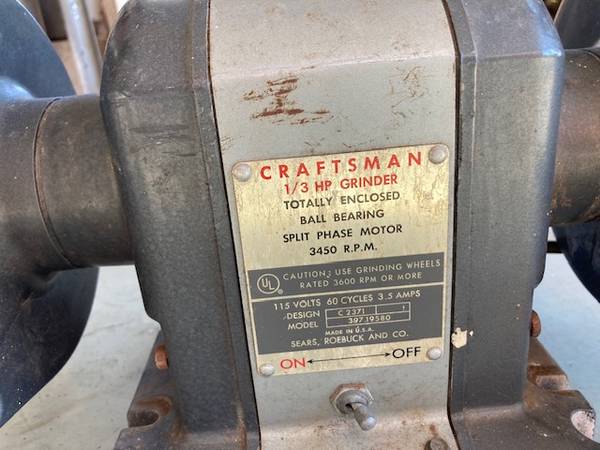 CRAFTSMAN
1/3 HP GRINDER
TOTALLY ENCLOSED
BALL BEARING
SPLIT PHASE MOTOR
3450 R.P.M.
UL CAUTION: USE GRINDING WHEELS
RATED 3600 RPM OR MORE
115 VOLTS 60 CYCLES 3.5 AMPS
DESIGN C 2371
MODEL 397.19580
MADE IN U.S.A.
SEARS, ROEBUCK AND CO.
ON OFF